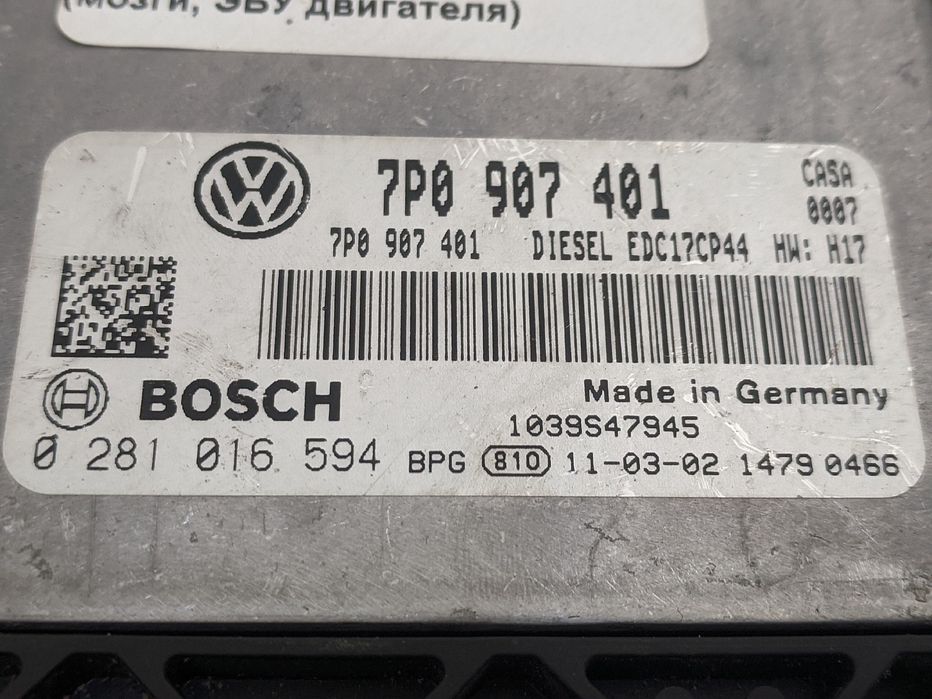 (мозги, ЭБУ двигателя)
7P0 907 401
CASA
0007
7P0 907 401 DIESEL EDC17CP44 HW: H17
BOSCH
Made in Germany
1039S47945
0 281 016 594 BPG 810 11-03-02 1479 0466